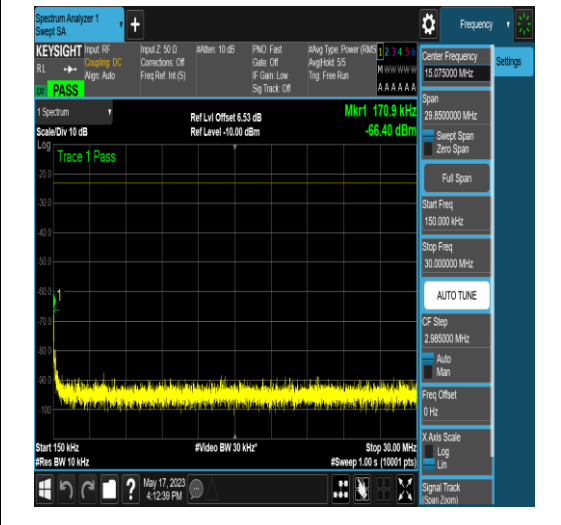 Spectrum Analyzer 1
Swept SA
Frequency
KEYSIGHT
RL
PASS
Input: RF
Coupling: DC
Align: Auto
Input Z: 50 Ω
Corrections: Off
Freq Ref: Int (S)
#Atten: 10 dB
PNO: Fast
Gate: Off
IF Gain: Low
Sig Track: Off
#Avg Type: Power (RMS
Avg|Hold: 5/5
Trig: Free Run
1 2 3 4 5 6
M W W W W W
A A A A A A
Center Frequency
15.075000 MHz
Settings
Span
29.8500000 MHz
Swept Span
Zero Span
Full Span
Start Freq
150.000 kHz
Stop Freq
30.000000 MHz
AUTO TUNE
CF Step
2.985000 MHz
Auto
Man
Freq Offset
0 Hz
X Axis Scale
Log
Lin
Signal Track
(Span Zoom)
1 Spectrum
Scale/Div 10 dB
Ref Lvl Offset 6.53 dB
Ref Level -10.00 dBm
Mkr1 170.9 kHz
-66.40 dBm
Log
Trace 1 Pass
-20.0
-30.0
-40.0
-50.0
-60.0
1
-70.0
-80.0
-90.0
-100
Start 150 kHz
#Video BW 30 kHz*
Stop 30.00 MHz
#Res BW 10 kHz
#Sweep 1.00 s (10001 pts)
?
May 17, 2023
4:12:39 PM